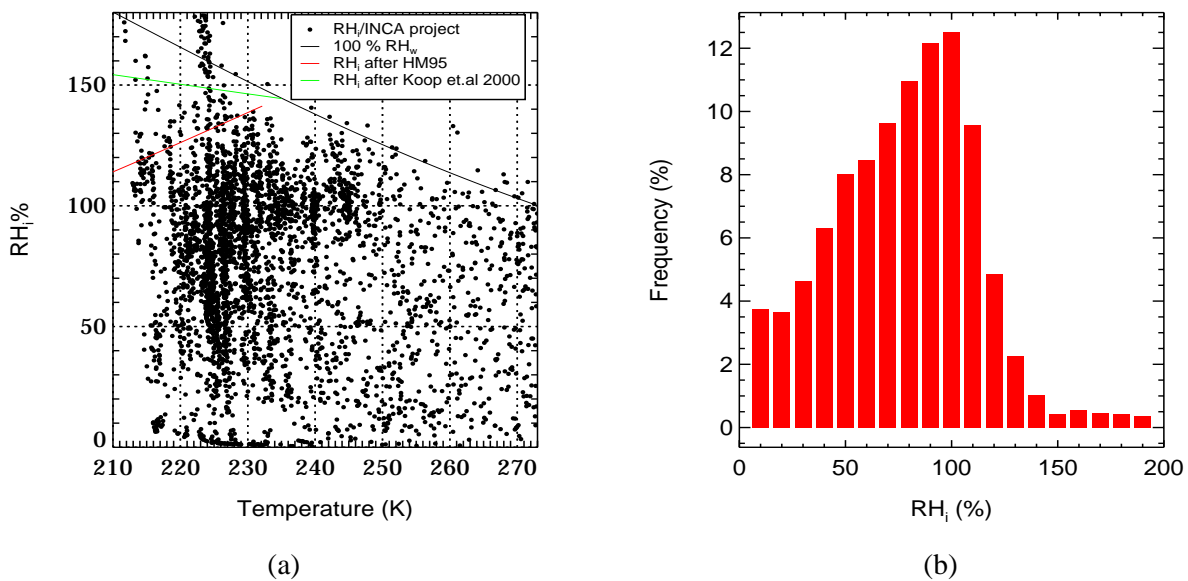 RHi/INCA project
100 % RHw
RHi after HM95
RHi after Koop et.al 2000
150
100
50
0
RHi%
210 220 230 240 250 260 270
Temperature (K)
(a)
12
10
8
6
4
2
0
Frequency (%)
0 50 100 150 200
RHi (%)
(b)